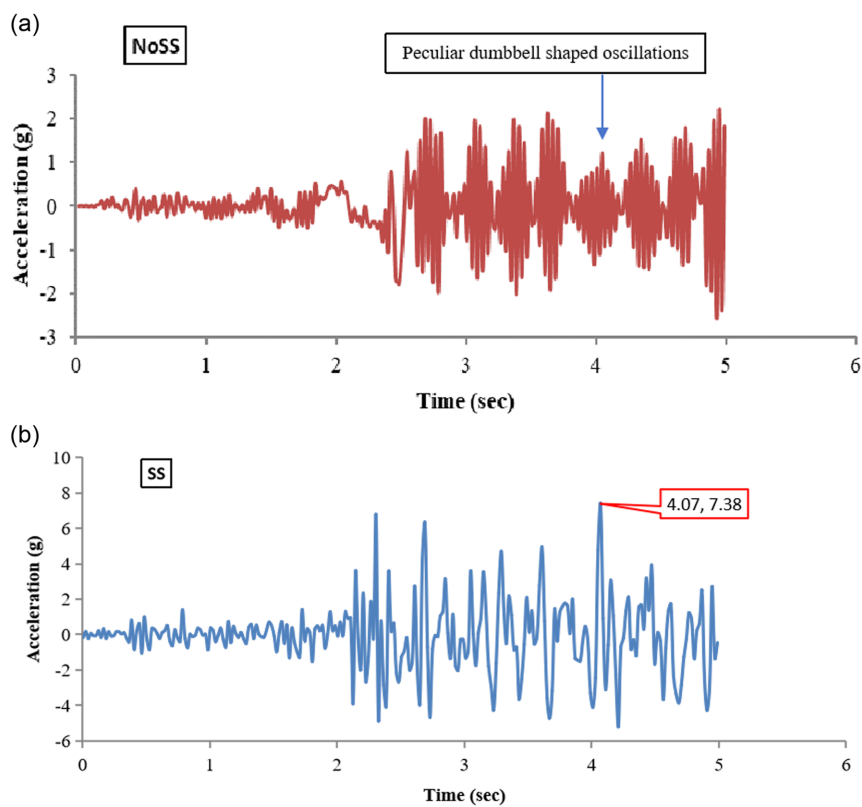 (a)
NoSS
Peculiar dumbbell shaped oscillations
3
2
1
0
-1
-2
-3
Acceleration (g)
0 1 2 3 4 5 6
Time (sec)
(b)
SS
4.07, 7.38
10
8
6
4
2
0
-2
-4
-6
Acceleration (g)
0 1 2 3 4 5 6
Time (sec)